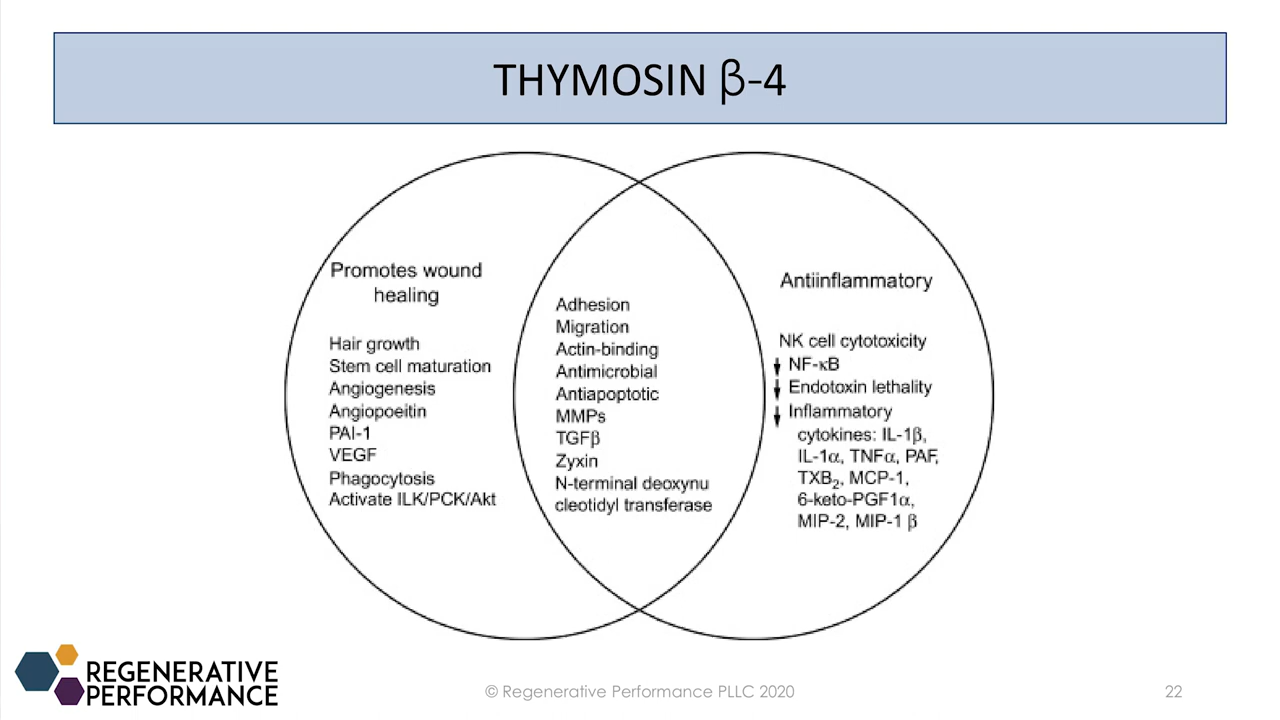 THYMOSIN β-4
Promotes wound
healing
Hair growth
Stem cell maturation
Angiogenesis
Angiopoeitin
PAI-1
VEGF
Phagocytosis
Activate ILK/PCK/Akt
Adhesion
Migration
Actin-binding
Antimicrobial
Antiapoptotic
MMPs
TGFβ
Zyxin
N-terminal deoxynu
cleotidyl transferase
Antiinflammatory
NK cell cytotoxicity
↓ NF-κB
↓ Endotoxin lethality
↓ Inflammatory
cytokines: IL-1β,
IL-1α, TNFα, PAF,
TXB₂, MCP-1,
6-keto-PGF1α,
MIP-2, MIP-1 β
REGENERATIVE
PERFORMANCE
© Regenerative Performance PLLC 2020
22